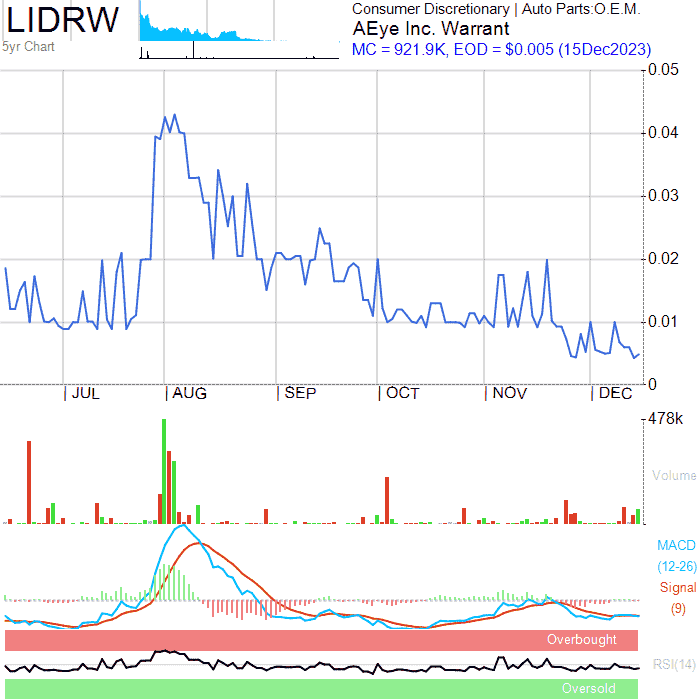 LIDRW
5yr Chart
Consumer Discretionary | Auto Parts:O.E.M.
AEye Inc. Warrant
MC = 921.9K, EOD = $0.005 (15Dec2023)
0.05
0.04
0.03
0.02
0.01
0
JUL AUG SEP OCT NOV DEC
478k
Volume
MACD
(12-26)
Signal
(9)
Overbought
RSI(14)
Oversold